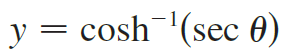 y = cosh⁻¹(sec θ)